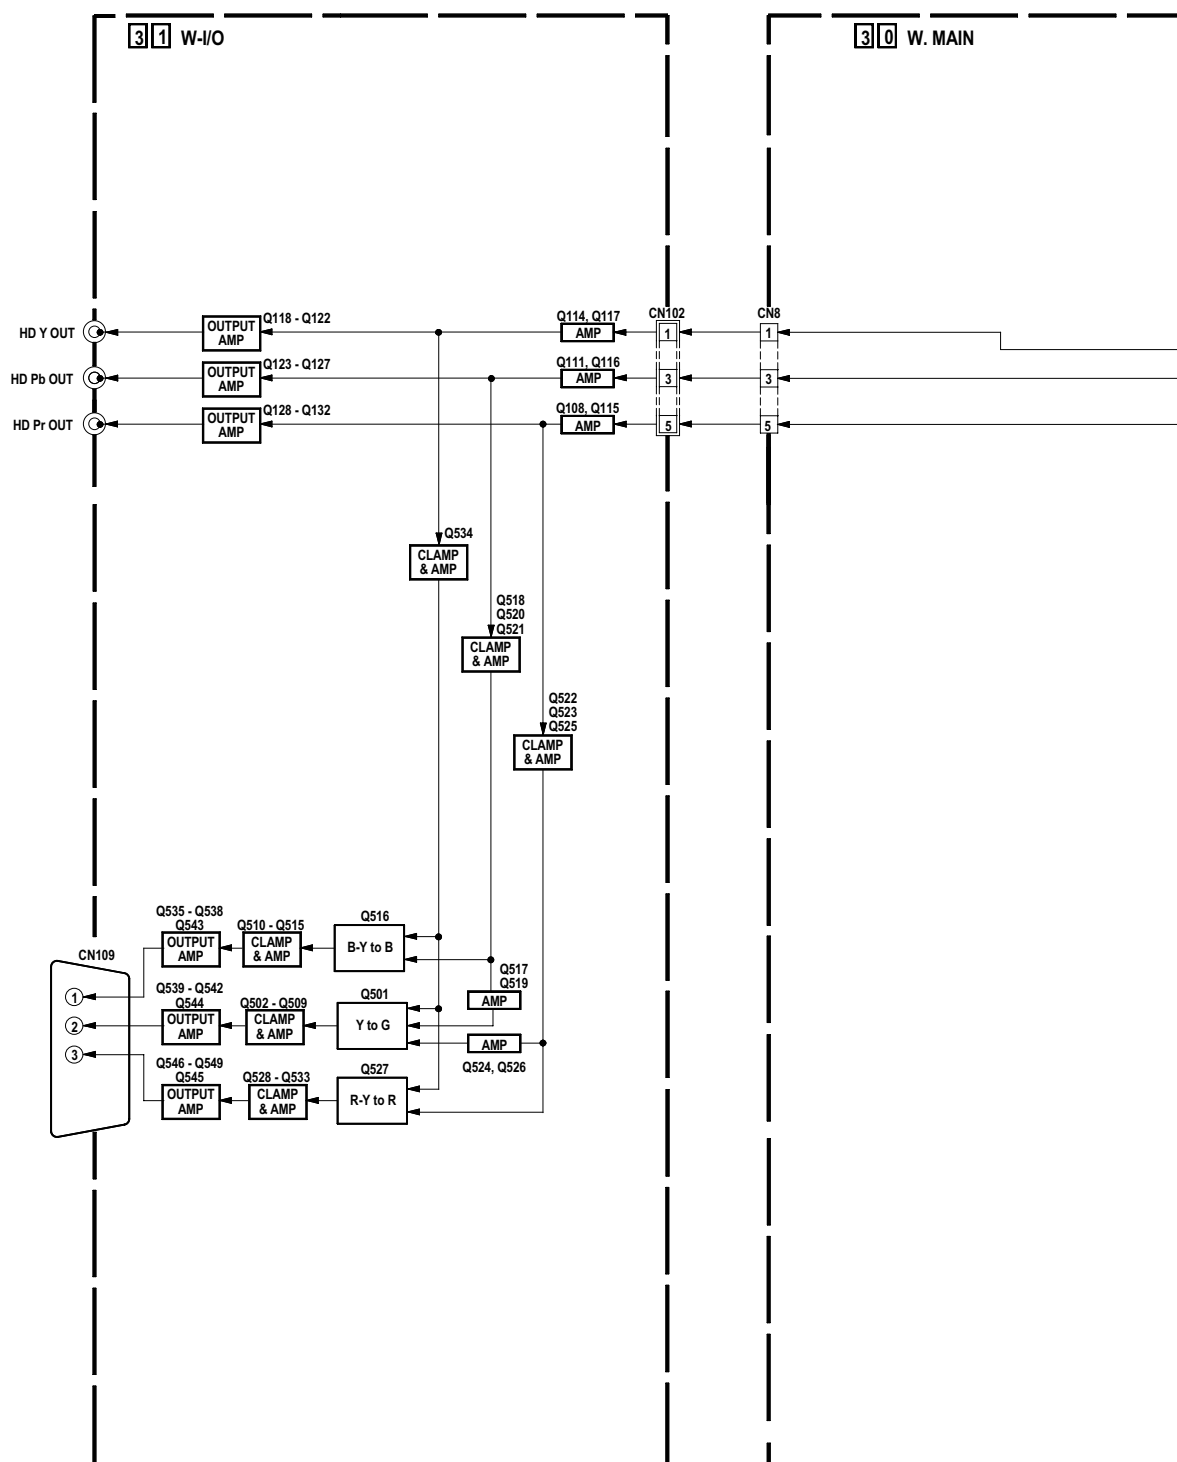 31 W-I/O
30 W. MAIN
HD Y OUT
OUTPUT
AMP
Q118 - Q122
Q114, Q117
AMP
CN102
1
CN8
1
HD Pb OUT
OUTPUT
AMP
Q123 - Q127
Q111, Q116
AMP
3
3
HD Pr OUT
OUTPUT
AMP
Q128 - Q132
Q108, Q115
AMP
5
5
Q534
CLAMP
& AMP
Q518
Q520
Q521
CLAMP
& AMP
Q522
Q523
Q525
CLAMP
& AMP
CN109
1
2
3
Q535 - Q538
Q543
OUTPUT
AMP
Q510 - Q515
CLAMP
& AMP
Q516
B-Y to B
Q517
Q519
AMP
Q539 - Q542
Q544
OUTPUT
AMP
Q502 - Q509
CLAMP
& AMP
Q501
Y to G
AMP
Q524, Q526
Q546 - Q549
Q545
OUTPUT
AMP
Q528 - Q533
CLAMP
& AMP
Q527
R-Y to R